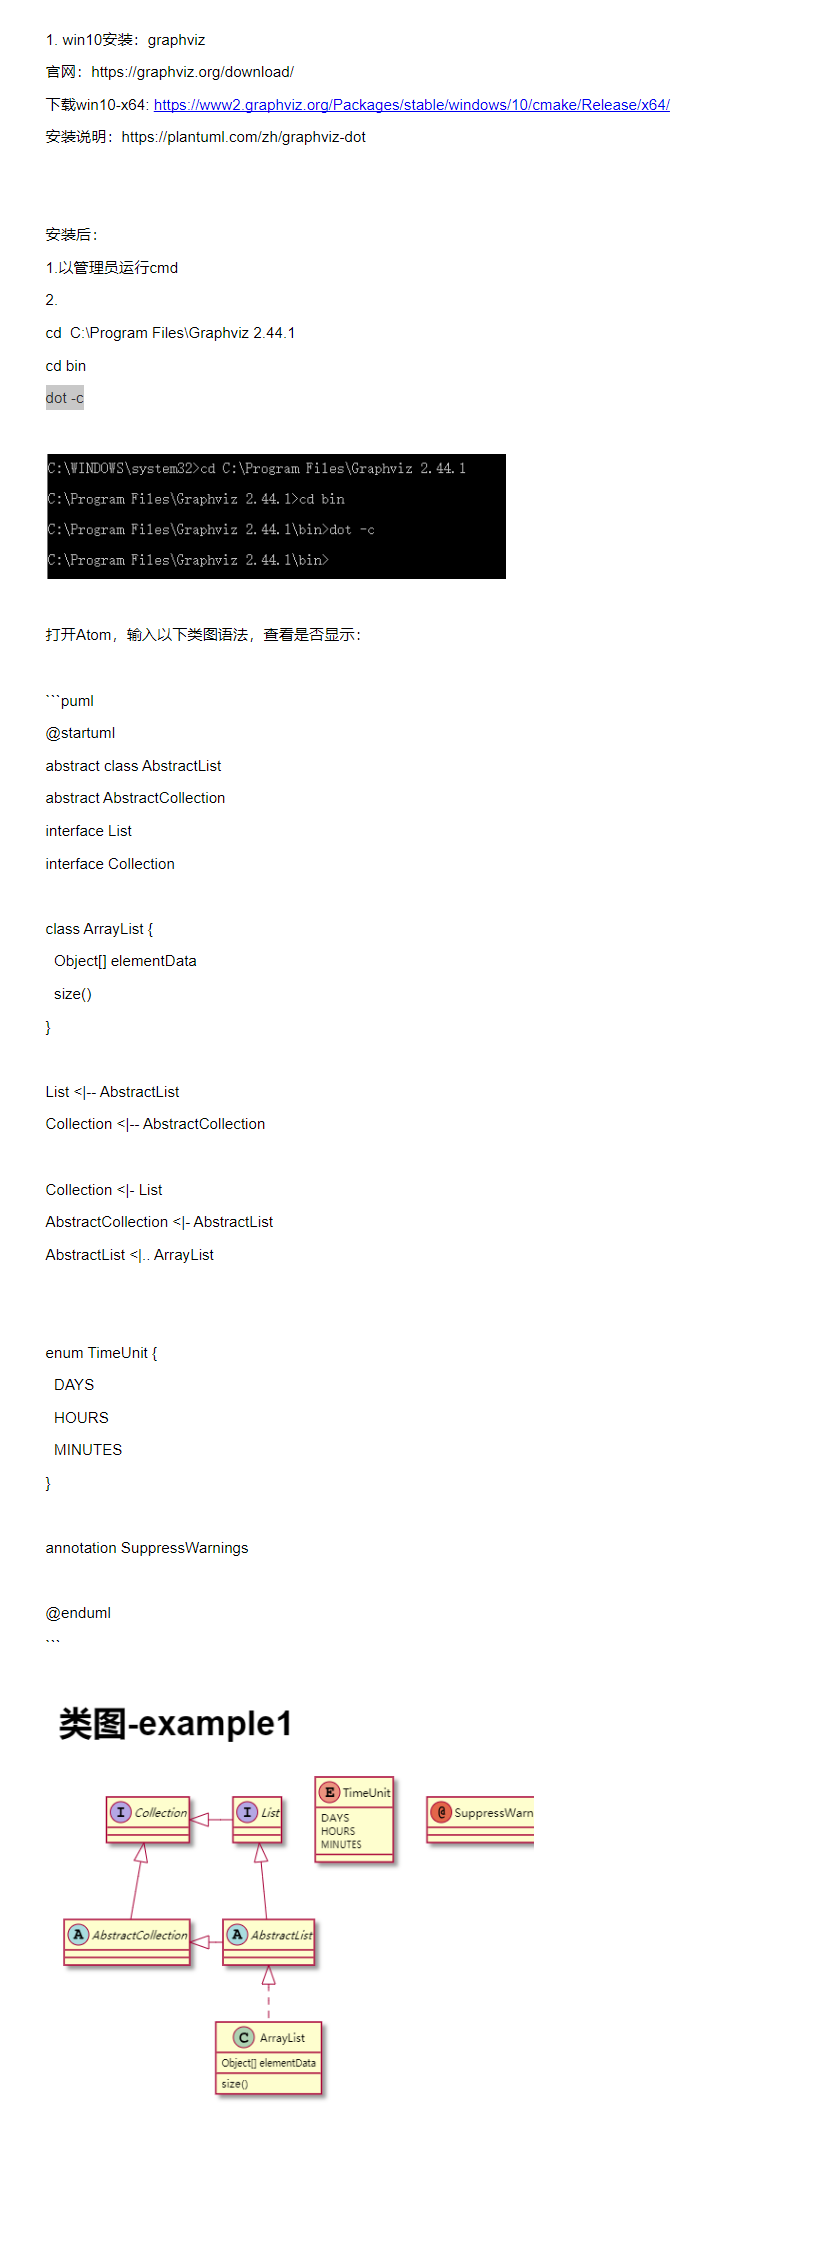 1. win10安装：graphviz
官网：https://graphviz.org/download/
下载win10-x64: https://www2.graphviz.org/Packages/stable/windows/10/cmake/Release/x64/
安装说明：https://plantuml.com/zh/graphviz-dot
安装后：
1.以管理员运行cmd
2.
cd  C:\Program Files\Graphviz 2.44.1
cd bin
dot -c
C:\WINDOWS\system32>cd C:\Program Files\Graphviz 2.44.1
C:\Program Files\Graphviz 2.44.1>cd bin
C:\Program Files\Graphviz 2.44.1\bin>dot -c
C:\Program Files\Graphviz 2.44.1\bin>
打开Atom，输入以下类图语法，查看是否显示：
```puml
@startuml
abstract class AbstractList
abstract AbstractCollection
interface List
interface Collection
class ArrayList {
  Object[] elementData
  size()
}
List <|-- AbstractList
Collection <|-- AbstractCollection
Collection <|- List
AbstractCollection <|- AbstractList
AbstractList <|.. ArrayList
enum TimeUnit {
  DAYS
  HOURS
  MINUTES
}
annotation SuppressWarnings
@enduml
```
类图-example1
I Collection
I List
E TimeUnit
DAYS
HOURS
MINUTES
@ SuppressWarn
A AbstractCollection
A AbstractList
C ArrayList
Object[] elementData
size()